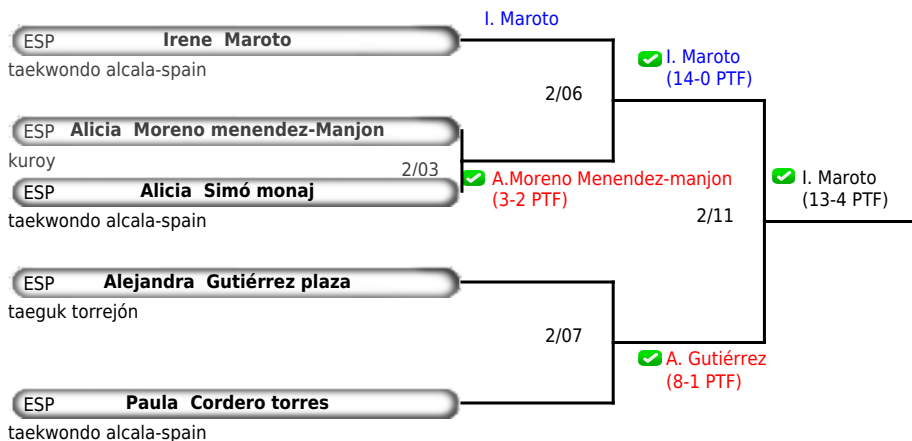 I. Maroto
ESP Irene Maroto
taekwondo alcala-spain
I. Maroto
(14-0 PTF)
2/06
ESP Alicia Moreno menendez-Manjon
kuroy
2/03
A.Moreno Menendez-manjon
(3-2 PTF)
I. Maroto
(13-4 PTF)
ESP Alicia Simó monaj
taekwondo alcala-spain
2/11
ESP Alejandra Gutiérrez plaza
taeguk torrejón
2/07
A. Gutiérrez
(8-1 PTF)
ESP Paula Cordero torres
taekwondo alcala-spain